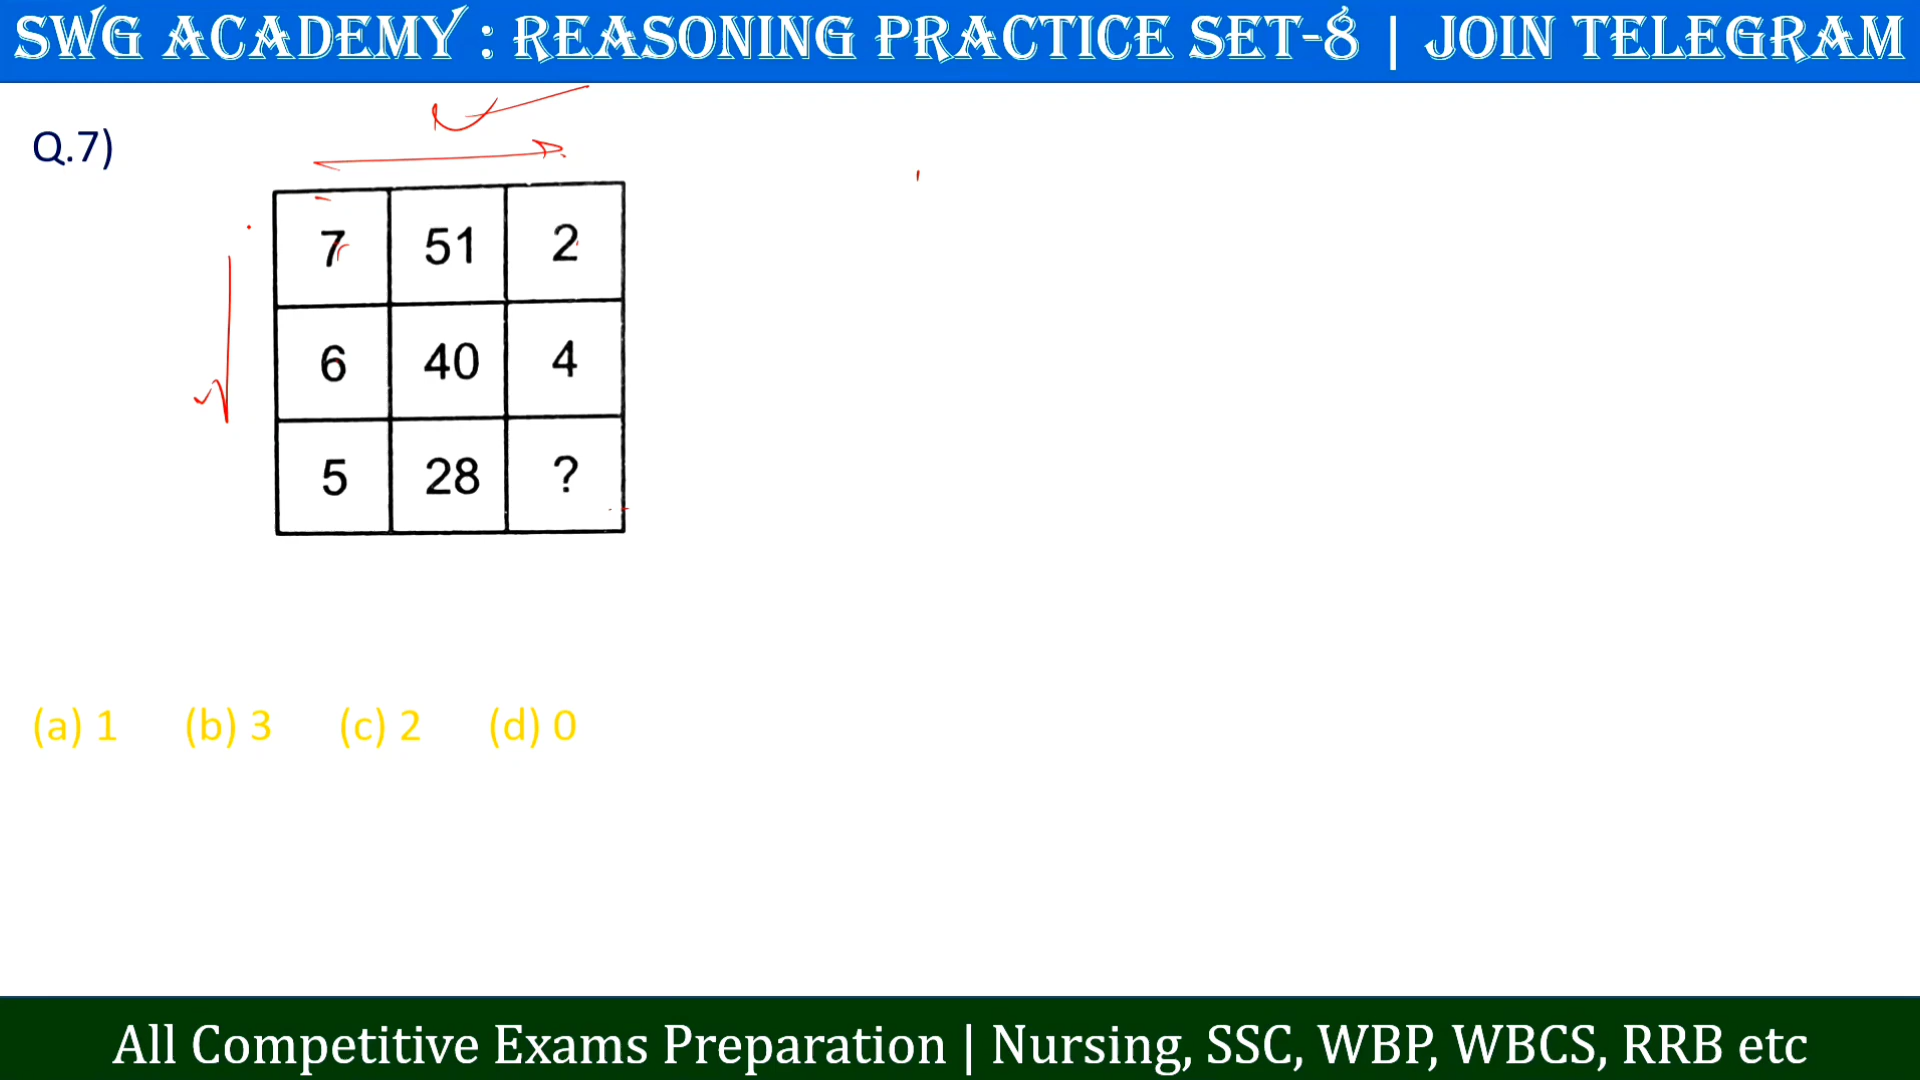 SWG ACADEMY : REASONING PRACTICE SET-8 | JOIN TELEGRAM
Q.7)
7 51 2
6 40 4
5 28 ?
(a) 1 (b) 3 (c) 2 (d) 0
All Competitive Exams Preparation | Nursing, SSC, WBP, WBCS, RRB etc